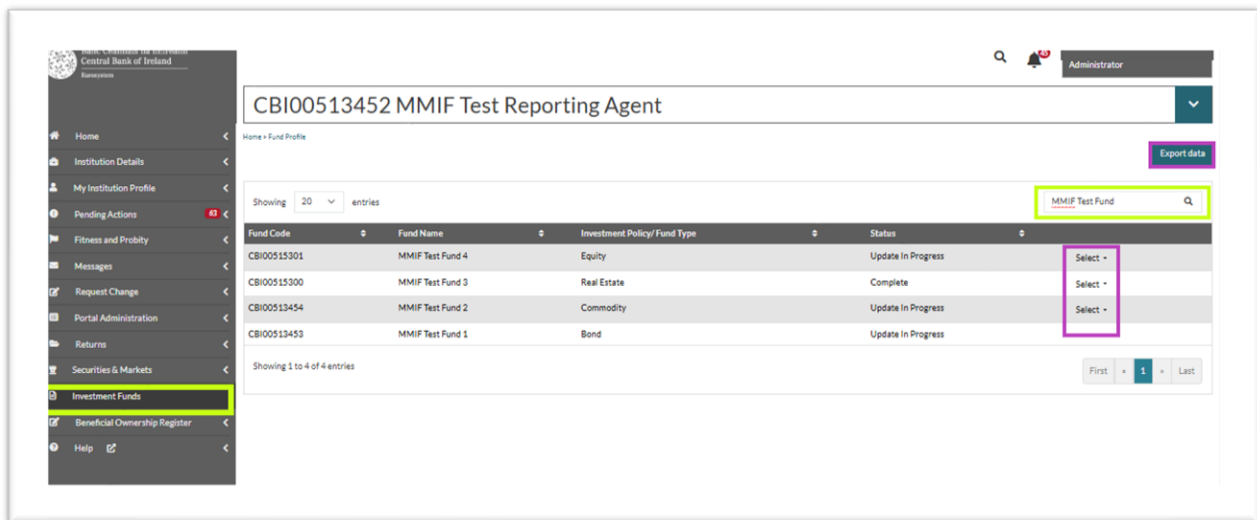 Central Bank of Ireland
Eurosystem
45
Administrator
CBI00513452 MMIF Test Reporting Agent
Home » Fund Profile
Export data
Home
Institution Details
My Institution Profile
Pending Actions 63
Fitness and Probity
Messages
Request Change
Portal Administration
Returns
Securities & Markets
Investment Funds
Beneficial Ownership Register
Help
Showing 20 entries
MMIF Test Fund
Fund Code Fund Name Investment Policy/ Fund Type Status
CBI00515301 MMIF Test Fund 4 Equity Update In Progress Select
CBI00515300 MMIF Test Fund 3 Real Estate Complete Select
CBI00513454 MMIF Test Fund 2 Commodity Update In Progress Select
CBI00513453 MMIF Test Fund 1 Bond Update In Progress
Showing 1 to 4 of 4 entries
First « 1 » Last